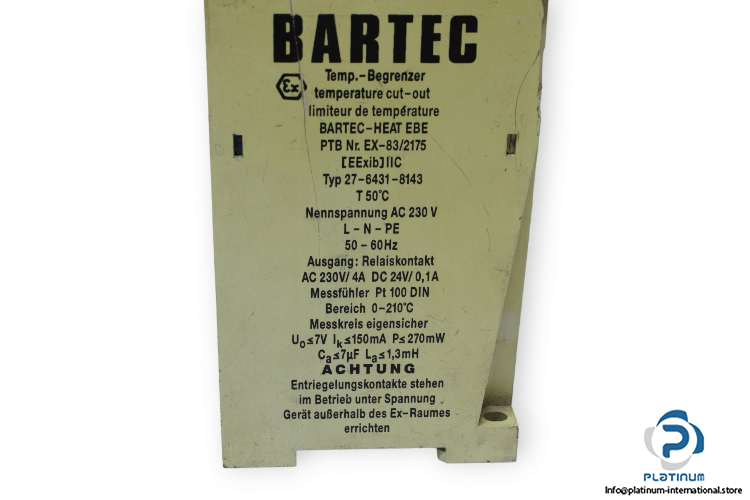 BARTEC
Ex
Temp.-Begrenzer
temperature cut-out
limiteur de température
BARTEC-HEAT EBE
PTB Nr. EX-83/2175
[EExib]IIC
Typ 27-6431-8143
T 50°C
Nennspannung AC 230 V
L - N - PE
50 - 60Hz
Ausgang: Relaiskontakt
AC 230V/ 4A DC 24V/ 0,1A
Messfühler Pt 100 DIN
Bereich 0-210°C
Messkreis eigensicher
Uo≤7V Ik≤150mA P≤270mW
Ca≤7µF La≤1,3mH
ACHTUNG
Entriegelungskontakte stehen
im Betrieb unter Spannung
Gerät außerhalb des Ex-Raumes
errichten
PLATINUM
Info@platinum-international.store